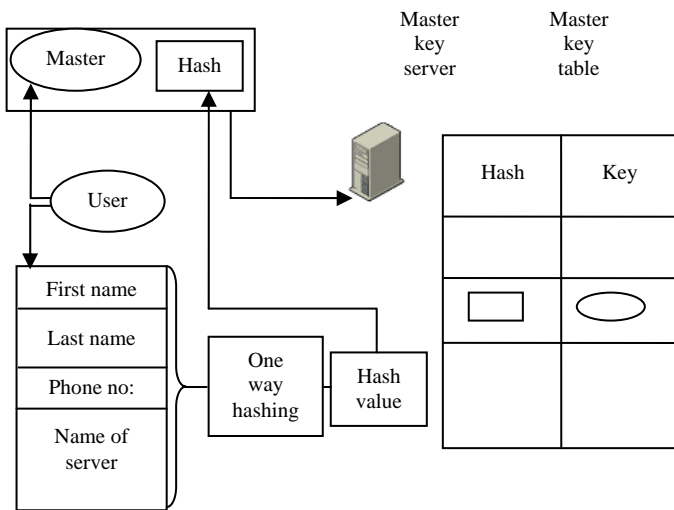 Master
key
server
Master
key
table
Master
Hash
User
Hash
Key
First name
Last name
Phone no:
Name of
server
One
way
hashing
Hash
value